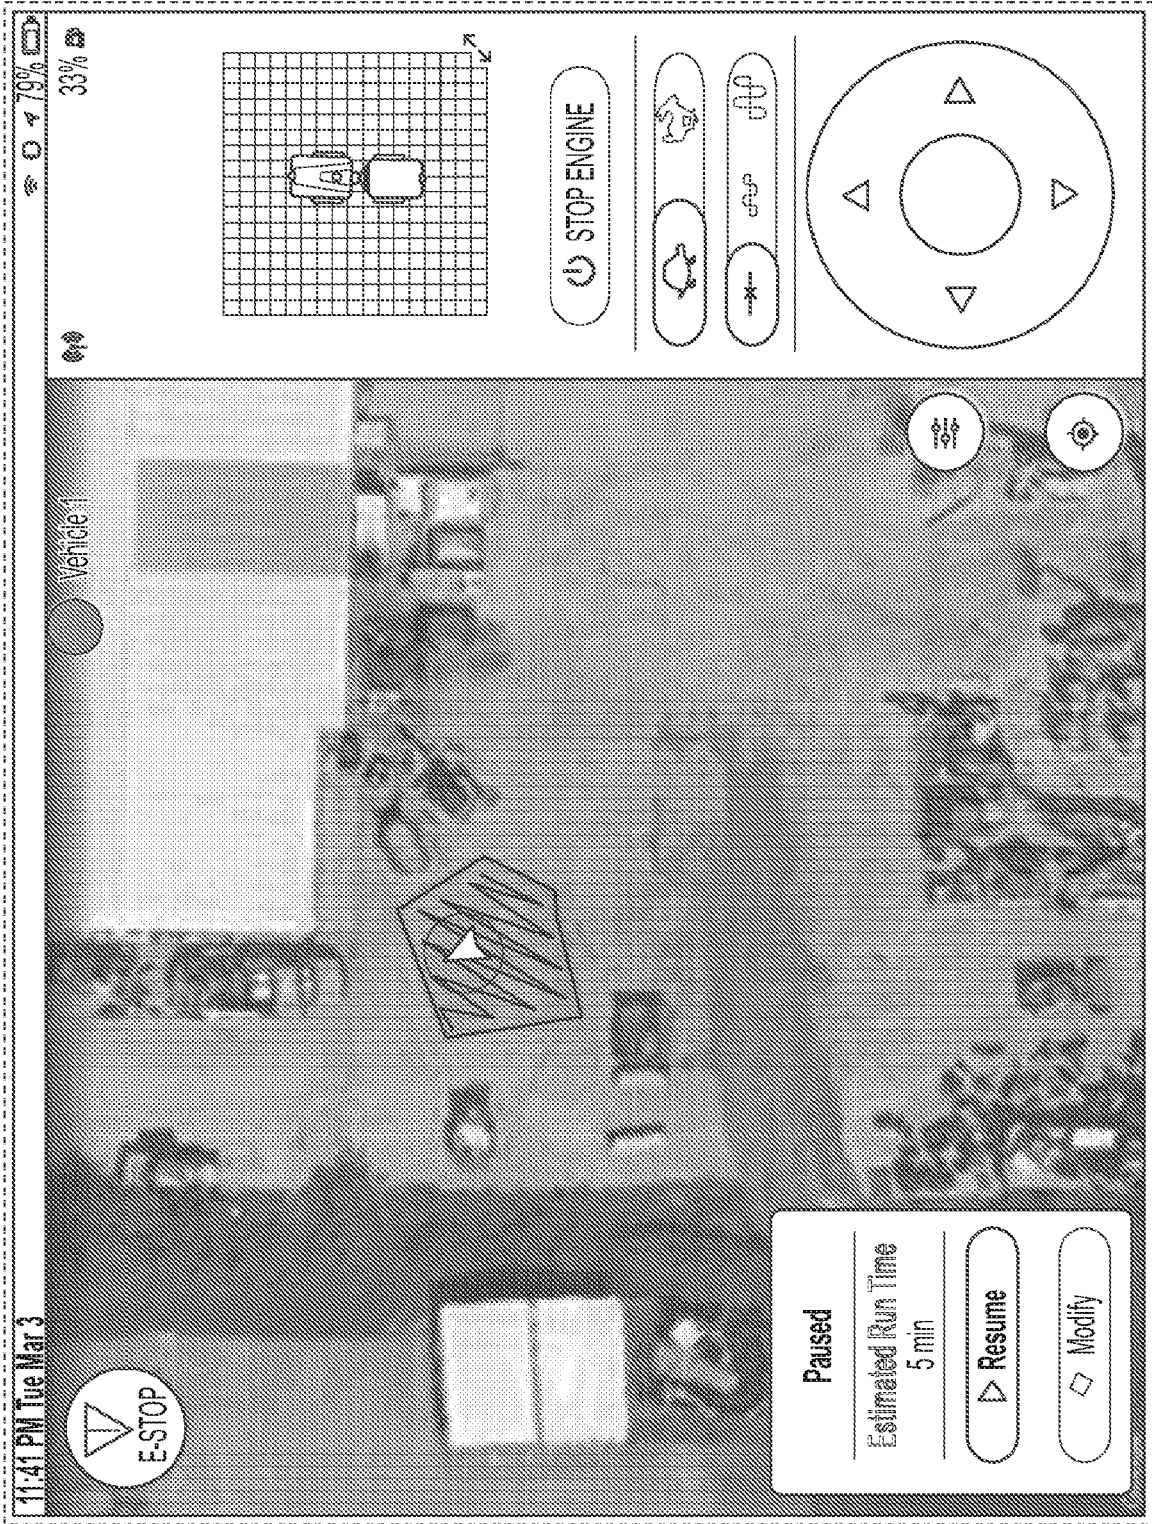 11:41 PM Tue Mar 3
79%
E-STOP
Vehicle 1
33%
STOP ENGINE
Paused
Estimated Run Time
5 min
Resume
Modify